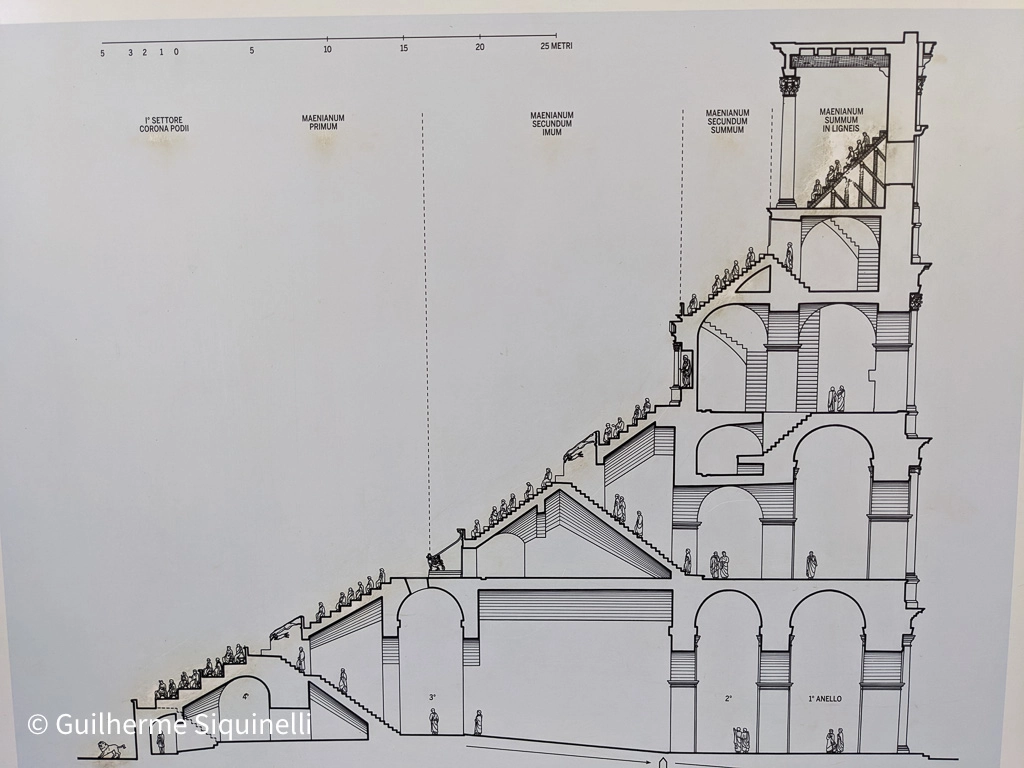 5 3 2 1 0 5 10 15 20 25 METRI
I° SETTORE
CORONA PODII
MAENIANUM
PRIMUM
MAENIANUM
SECUNDUM
IMUM
MAENIANUM
SECUNDUM
SUMMUM
MAENIANUM
SUMMUM
IN LIGNEIS
4°
3°
2°
1° ANELLO
© Guilherme Siquinelli